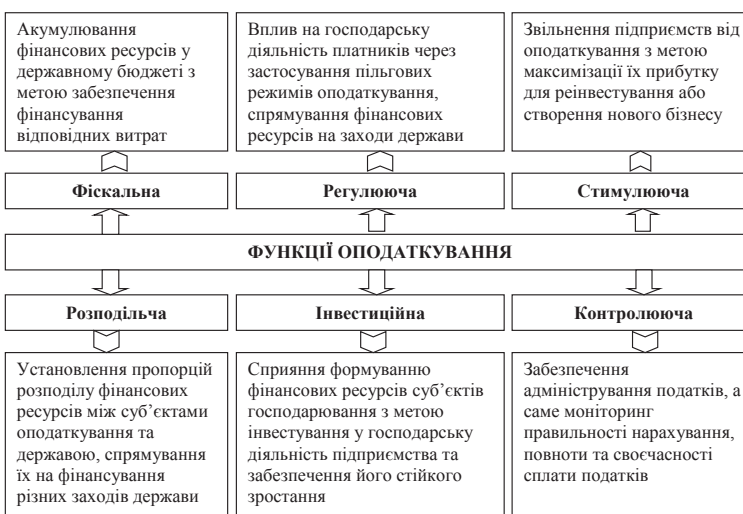 Акумулювання
фінансових ресурсів у
державному бюджеті з
метою забезпечення
фінансування
відповідних витрат
Вплив на господарську
діяльність платників через
застосування пільгових
режимів оподаткування,
спрямування фінансових
ресурсів на заходи держави
Звільнення підприємств від
оподаткування з метою
максимізації їх прибутку
для реінвестування або
створення нового бізнесу
Фіскальна
Регулююча
Стимулююча
ФУНКЦІЇ ОПОДАТКУВАННЯ
Розподільча
Інвестиційна
Контролююча
Установлення пропорцій
розподілу фінансових
ресурсів між суб’єктами
оподаткування та
державою, спрямування
їх на фінансування
різних заходів держави
Сприяння формуванню
фінансових ресурсів суб’єктів
господарювання з метою
інвестування у господарську
діяльність підприємства та
забезпечення його стійкого
зростання
Забезпечення
адміністрування податків, а
саме моніторинг
правильності нарахування,
повноти та своєчасності
сплати податків